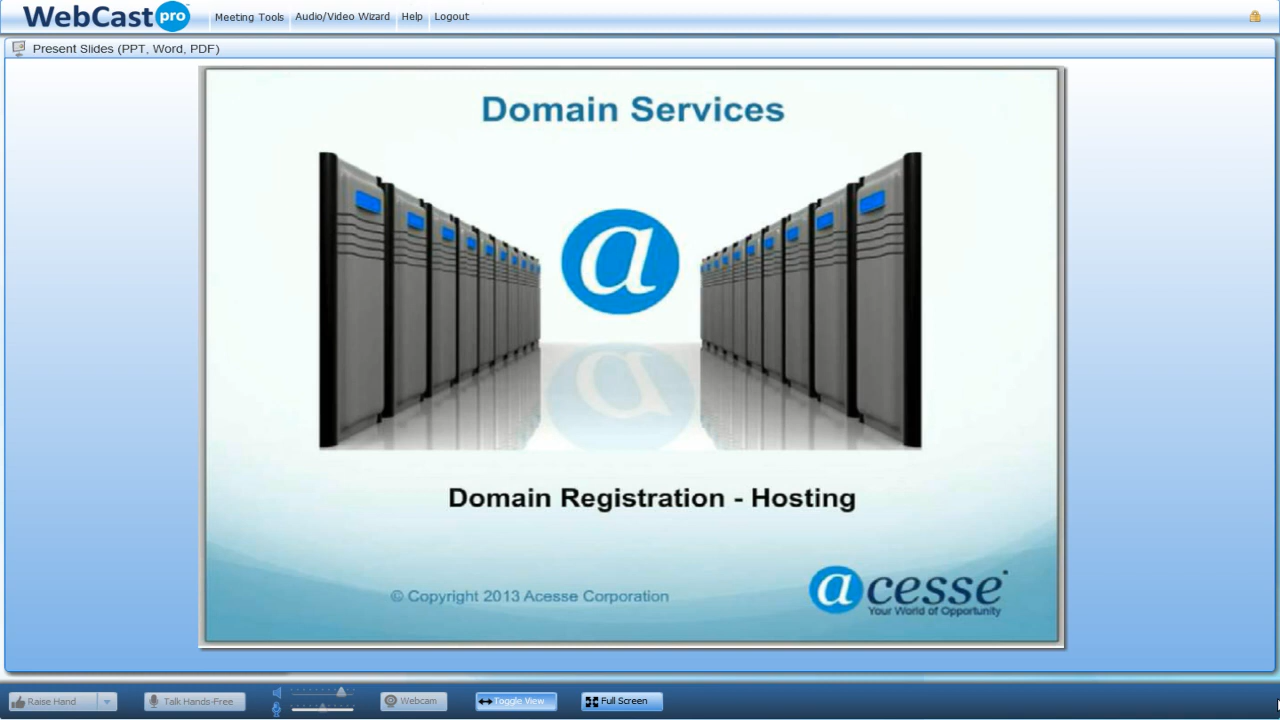 WebCast pro
Meeting Tools Audio/Video Wizard Help Logout
Present Slides (PPT, Word, PDF)
Domain Services
a
Domain Registration - Hosting
© Copyright 2013 Acesse Corporation
acesse
Your World of Opportunity
Raise Hand Talk Hands-Free Webcam Toggle View Full Screen